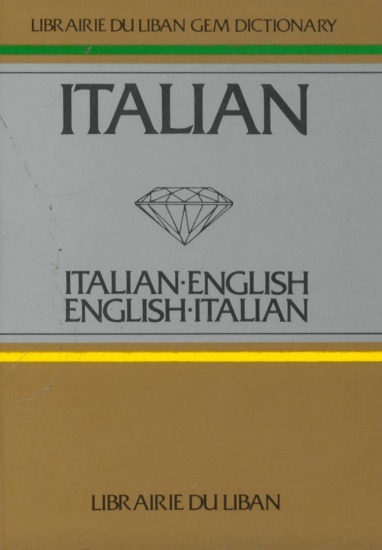 LIBRAIRIE DU LIBAN GEM DICTIONARY
ITALIAN
ITALIAN·ENGLISH
ENGLISH·ITALIAN
LIBRAIRIE DU LIBAN